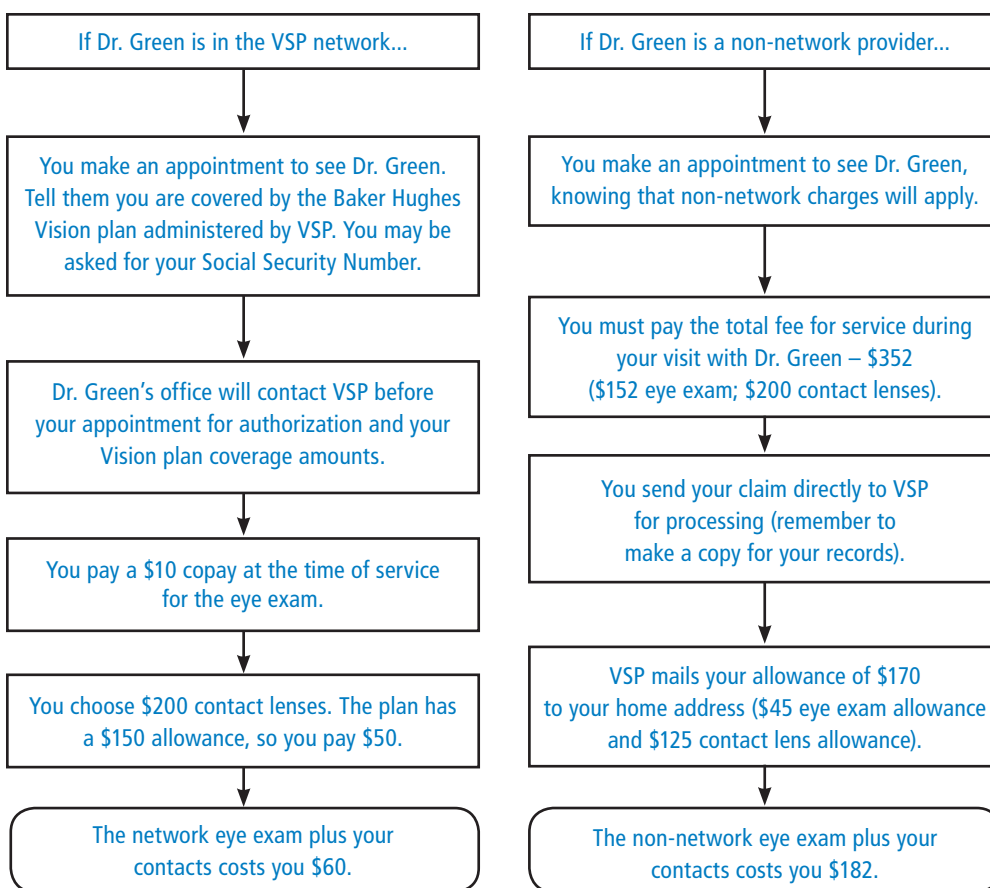 If Dr. Green is in the VSP network...
You make an appointment to see Dr. Green.
Tell them you are covered by the Baker Hughes
Vision plan administered by VSP. You may be
asked for your Social Security Number.
Dr. Green’s office will contact VSP before
your appointment for authorization and your
Vision plan coverage amounts.
You pay a $10 copay at the time of service
for the eye exam.
You choose $200 contact lenses. The plan has
a $150 allowance, so you pay $50.
The network eye exam plus your
contacts costs you $60.
If Dr. Green is a non-network provider...
You make an appointment to see Dr. Green,
knowing that non-network charges will apply.
You must pay the total fee for service during
your visit with Dr. Green – $352
($152 eye exam; $200 contact lenses).
You send your claim directly to VSP
for processing (remember to
make a copy for your records).
VSP mails your allowance of $170
to your home address ($45 eye exam allowance
and $125 contact lens allowance).
The non-network eye exam plus your
contacts costs you $182.